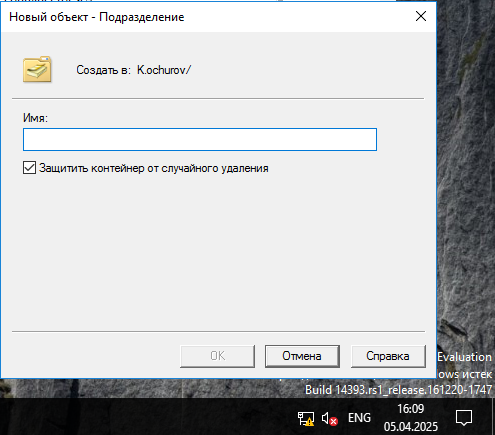 Новый объект - Подразделение
Создать в: K.ochurov/
Имя:
Защитить контейнер от случайного удаления
OK
Отмена
Справка
Evaluation
ows истек
Build 14393.rs1_release.161220-1747
ENG
16:09
05.04.2025